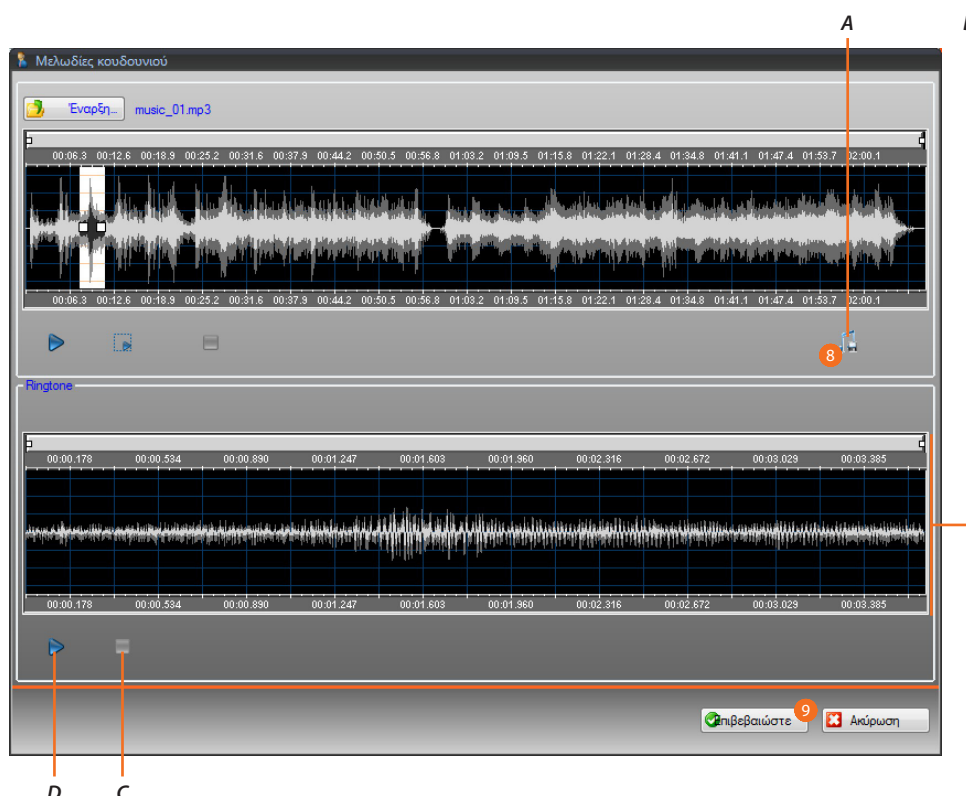 A
Μελωδίες κουδουνιού
Έναρξη... music_01.mp3
00:06.3 00:12.6 00:18.9 00:25.2 00:31.6 00:37.9 00:44.2 00:50.5 00:56.8 01:03.2 01:09.5 01:15.8 01:22.1 01:28.4 01:34.8 01:41.1 01:47.4 01:53.7 02:00.1
00:06.3 00:12.6 00:18.9 00:25.2 00:31.6 00:37.9 00:44.2 00:50.5 00:56.8 01:03.2 01:09.5 01:15.8 01:22.1 01:28.4 01:34.8 01:41.1 01:47.4 01:53.7 02:00.1
8
Ringtone
00:00.178 00:00.534 00:00.890 00:01.247 00:01.603 00:01.960 00:02.316 00:02.672 00:03.029 00:03.385
00:00.178 00:00.534 00:00.890 00:01.247 00:01.603 00:01.960 00:02.316 00:02.672 00:03.029 00:03.385
Επιβεβαιώστε 9 Ακύρωση
D C